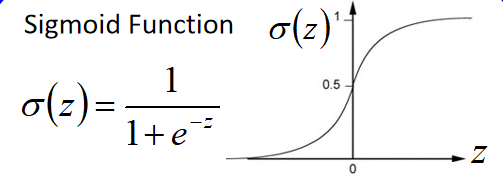 Sigmoid Function
σ(z) = 1 / (1 + e^{-z})
σ(z)
1
0.5
0
z